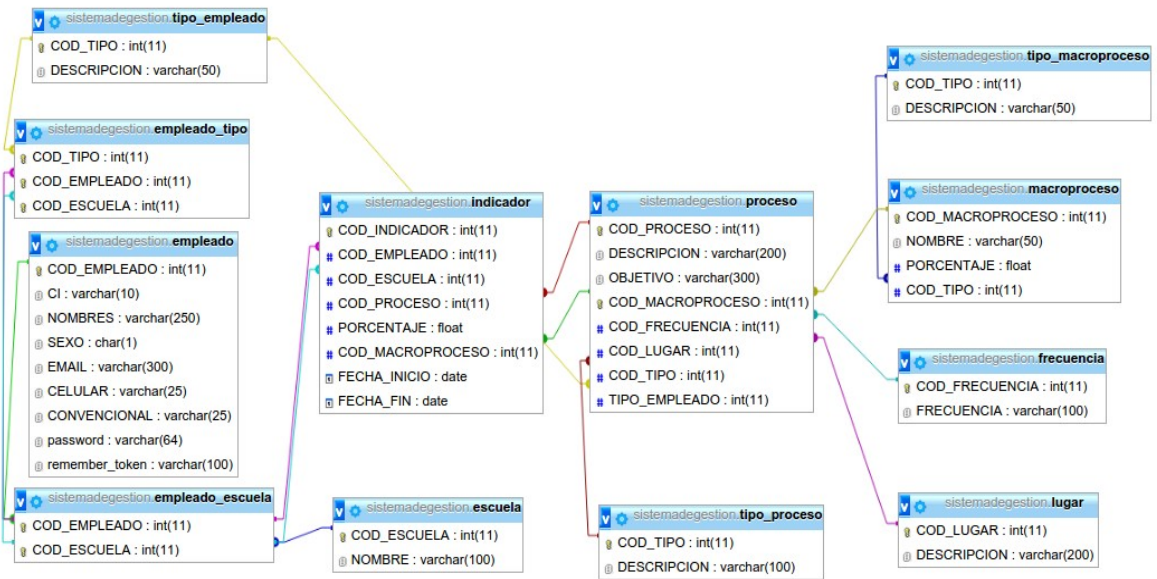 sistemadegestion.tipo_empleado
COD_TIPO : int(11)
DESCRIPCION : varchar(50)
sistemadegestion.empleado_tipo
COD_TIPO : int(11)
COD_EMPLEADO : int(11)
COD_ESCUELA : int(11)
sistemadegestion.empleado
COD_EMPLEADO : int(11)
CI : varchar(10)
NOMBRES : varchar(250)
SEXO : char(1)
EMAIL : varchar(300)
CELULAR : varchar(25)
CONVENCIONAL : varchar(25)
password : varchar(64)
remember_token : varchar(100)
sistemadegestion.empleado_escuela
COD_EMPLEADO : int(11)
COD_ESCUELA : int(11)
sistemadegestion.indicador
COD_INDICADOR : int(11)
COD_EMPLEADO : int(11)
COD_ESCUELA : int(11)
COD_PROCESO : int(11)
PORCENTAJE : float
COD_MACROPROCESO : int(11)
FECHA_INICIO : date
FECHA_FIN : date
sistemadegestion.escuela
COD_ESCUELA : int(11)
NOMBRE : varchar(100)
sistemadegestion.proceso
COD_PROCESO : int(11)
DESCRIPCION : varchar(200)
OBJETIVO : varchar(300)
COD_MACROPROCESO : int(11)
COD_FRECUENCIA : int(11)
COD_LUGAR : int(11)
COD_TIPO : int(11)
TIPO_EMPLEADO : int(11)
sistemadegestion.tipo_proceso
COD_TIPO : int(11)
DESCRIPCION : varchar(100)
sistemadegestion.tipo_macroproceso
COD_TIPO : int(11)
DESCRIPCION : varchar(50)
sistemadegestion.macroproceso
COD_MACROPROCESO : int(11)
NOMBRE : varchar(50)
PORCENTAJE : float
COD_TIPO : int(11)
sistemadegestion.frecuencia
COD_FRECUENCIA : int(11)
FRECUENCIA : varchar(100)
sistemadegestion.lugar
COD_LUGAR : int(11)
DESCRIPCION : varchar(200)